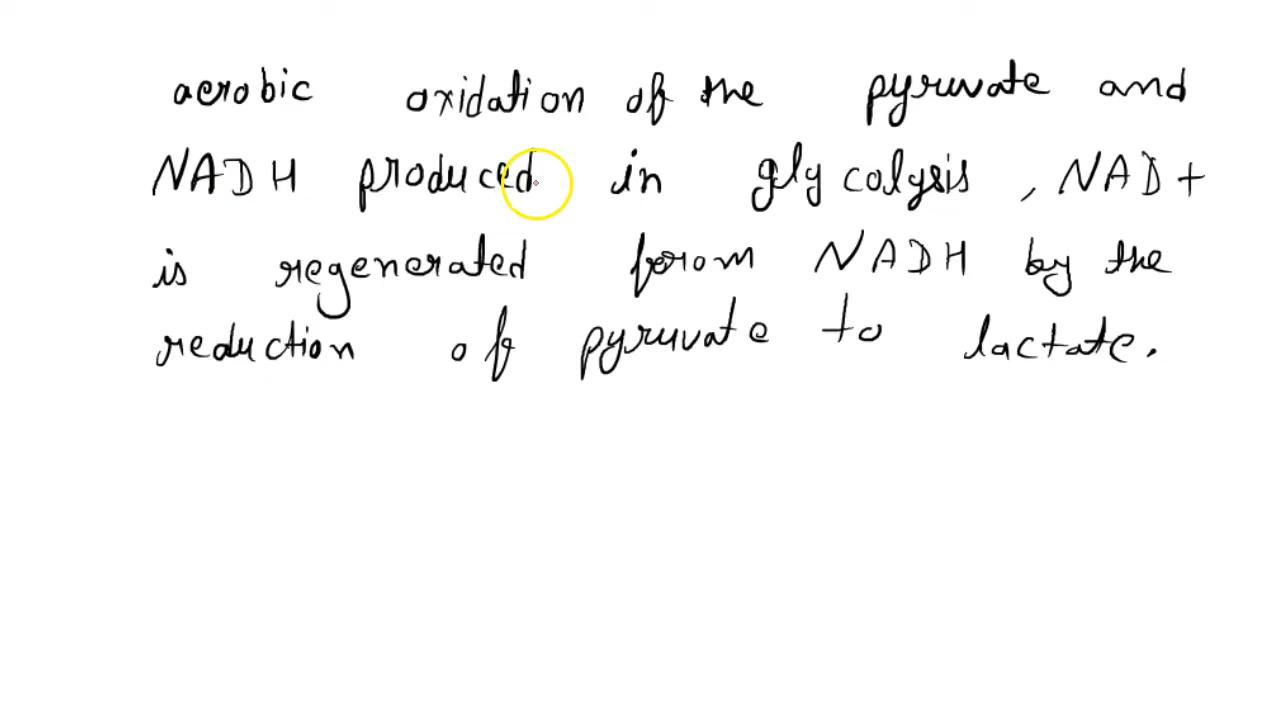 aerobic oxidation of the pyruvate and
NADH produced in glycolysis, NAD+
is regenerated from NADH by the
reduction of pyruvate to lactate.